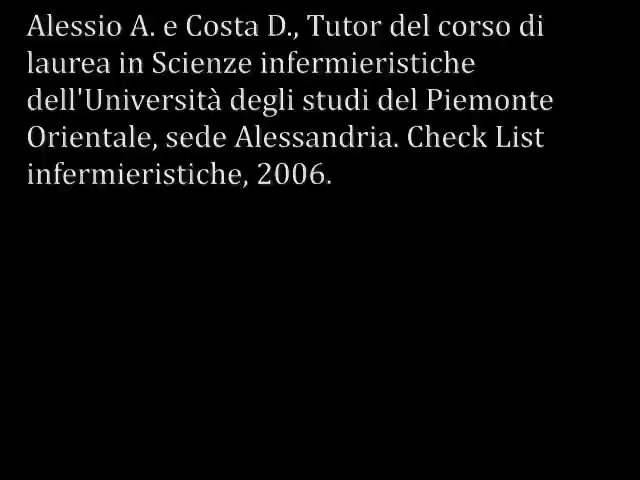 Alessio A. e Costa D., Tutor del corso di
laurea in Scienze infermieristiche
dell'Università degli studi del Piemonte
Orientale, sede Alessandria. Check List
infermieristiche, 2006.